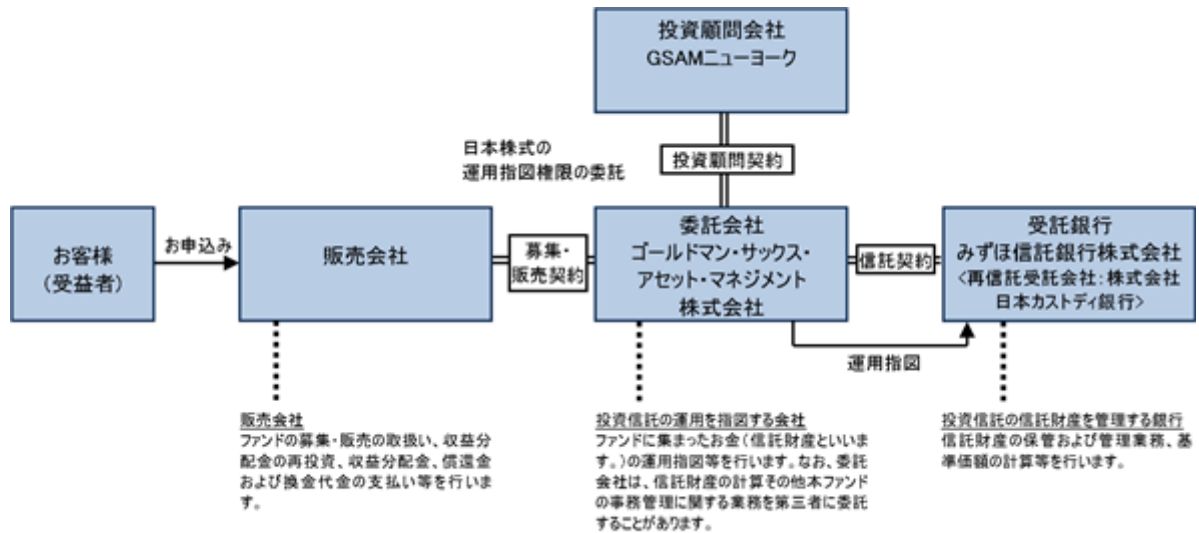 投資顧問会社
GSAMニューヨーク
日本株式の
運用指図権限の委託
投資顧問契約
お客様
(受益者)
お申込み
販売会社
募集・
販売契約
委託会社
ゴールドマン・サックス・
アセット・マネジメント
株式会社
信託契約
受託銀行
みずほ信託銀行株式会社
<再信託受託会社:株式会社
日本カストディ銀行>
運用指図
販売会社
ファンドの募集・販売の取扱い、収益分
配金の再投資、収益分配金、償還金
および換金代金の支払い等を行いま
す。
投資信託の運用を指図する会社
ファンドに集まったお金(信託財産といいま
す。)の運用指図等を行います。なお、委託
会社は、信託財産の計算その他本ファンド
の事務管理に関する業務を第三者に委託
することがあります。
投資信託の信託財産を管理する銀行
信託財産の保管および管理業務、基
準価額の計算等を行います。